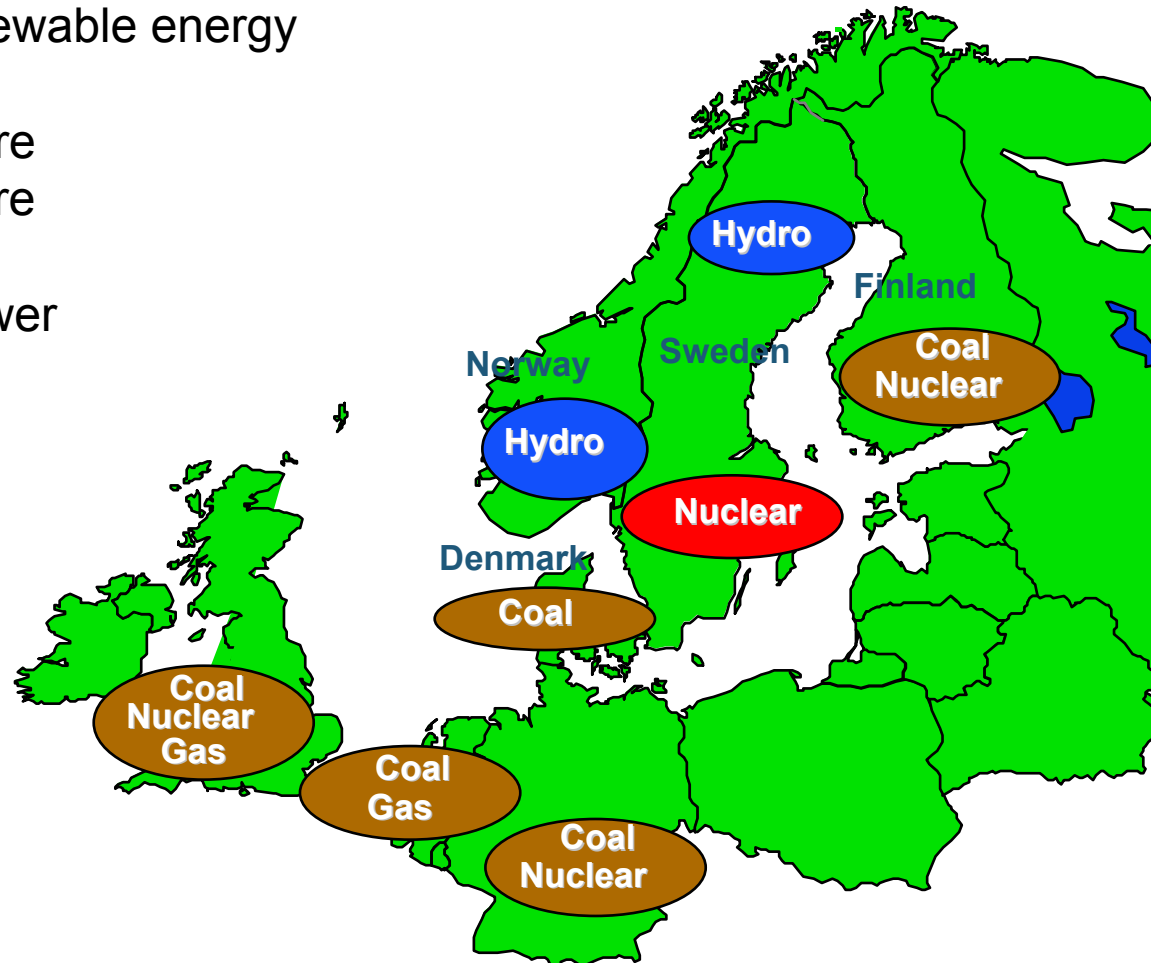 ewable energy
re
re
wer
Hydro
Finland
Sweden
Norway
Coal
Nuclear
Hydro
Nuclear
Denmark
Coal
Coal
Nuclear
Gas
Coal
Gas
Coal
Nuclear